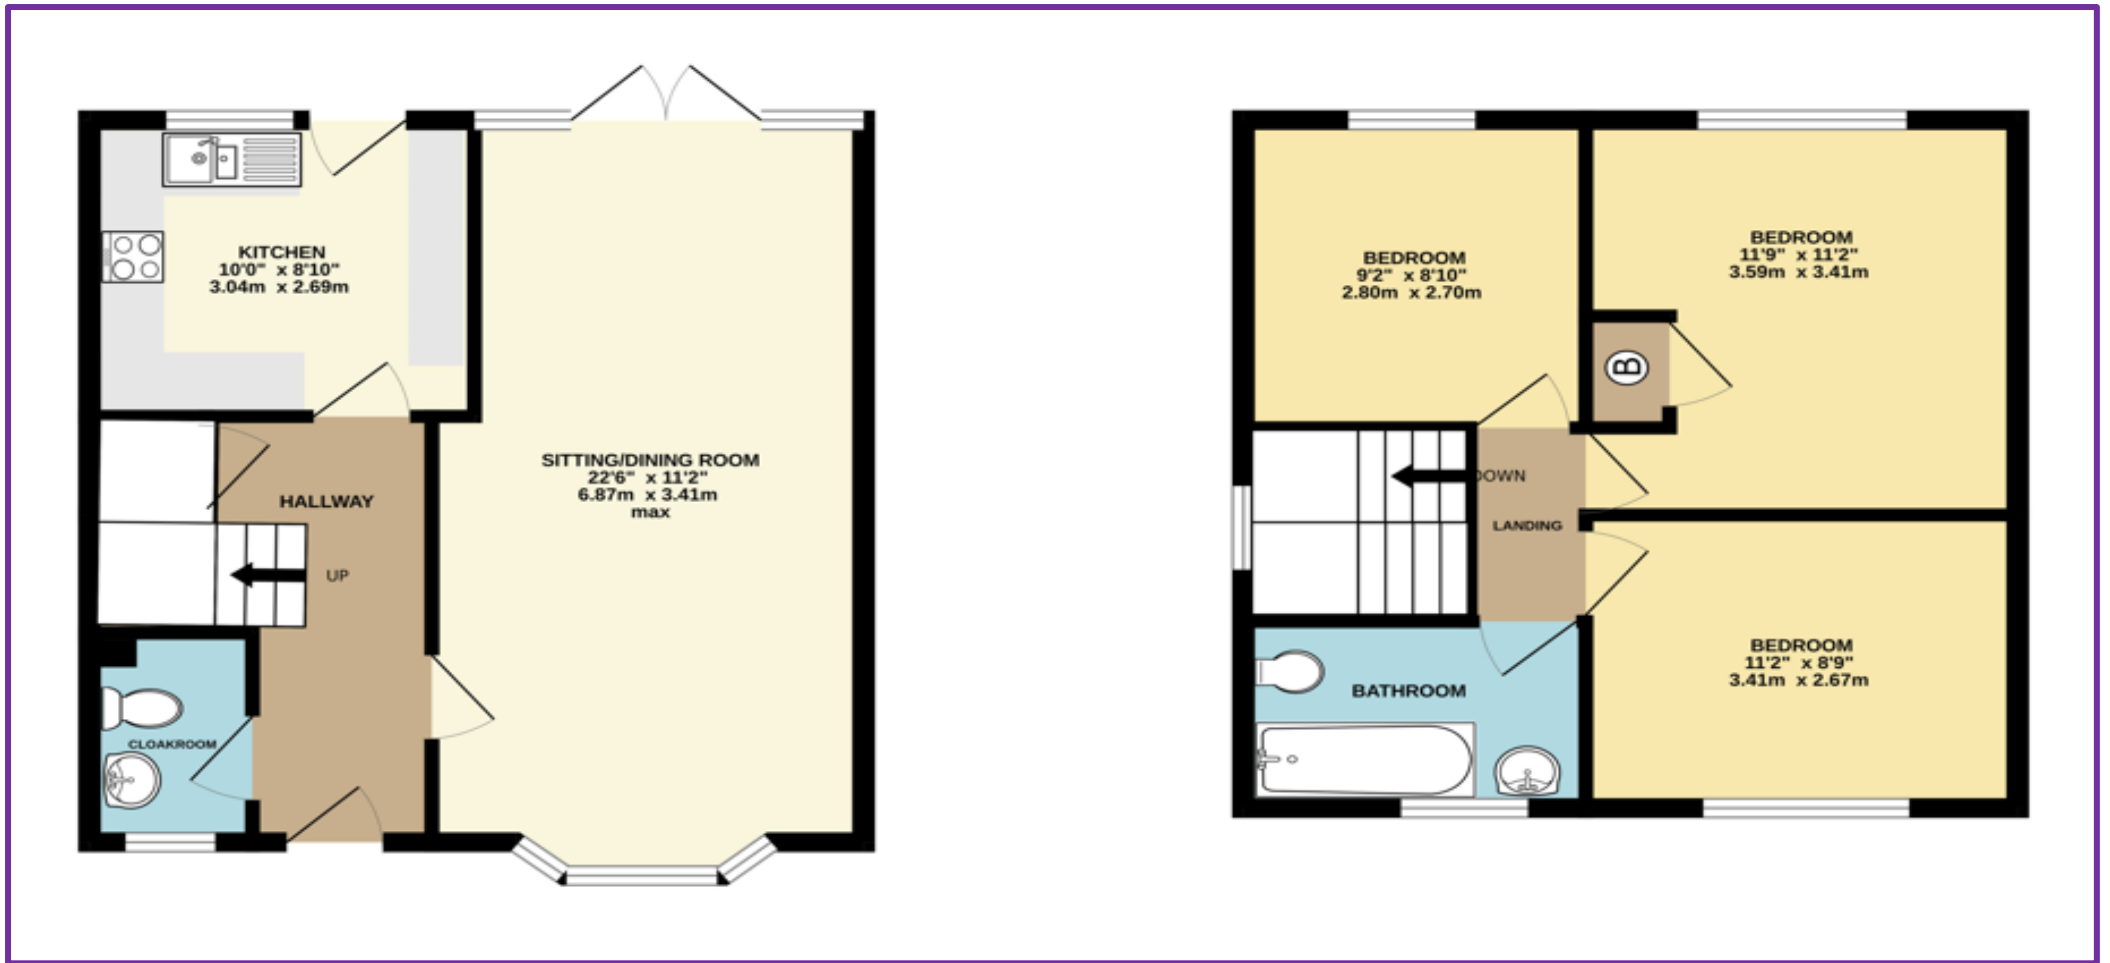 KITCHEN
10'0" x 8'10"
3.04m x 2.69m
HALLWAY
UP
CLOAKROOM
SITTING/DINING ROOM
22'6" x 11'2"
6.87m x 3.41m
max
BEDROOM
9'2" x 8'10"
2.80m x 2.70m
BEDROOM
11'9" x 11'2"
3.59m x 3.41m
B
DOWN
LANDING
BATHROOM
BEDROOM
11'2" x 8'9"
3.41m x 2.67m